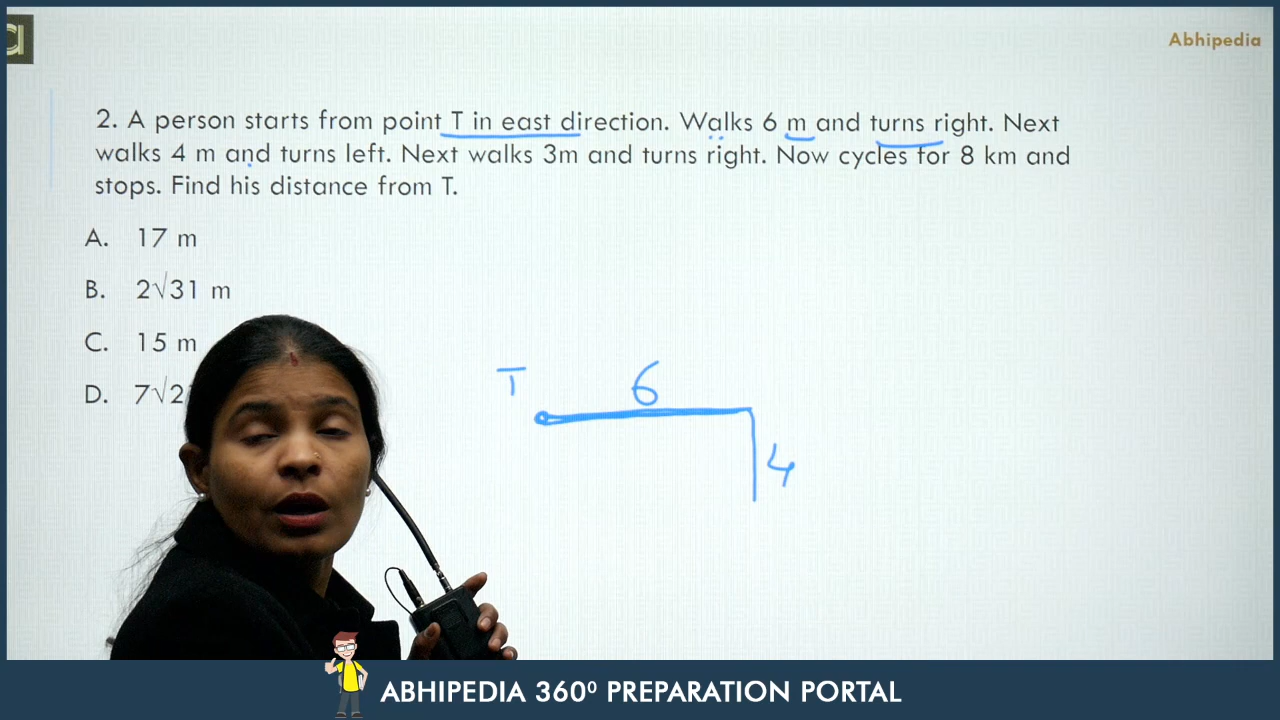 Abhipedia
2. A person starts from point T in east direction. Walks 6 m and turns right. Next
walks 4 m and turns left. Next walks 3m and turns right. Now cycles for 8 km and
stops. Find his distance from T.
A. 17 m
B. 2√31 m
C. 15 m
D. 7√2
T
6
4
ABHIPEDIA 360⁰ PREPARATION PORTAL